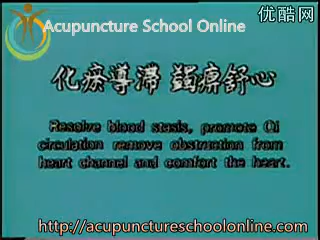 优酷网
Acupuncture School Online
化瘀導滯 蠲痹舒心
Resolve blood stasis, promote Qi
circulation remove obstruction from
heart channel and comfort the heart.
http://acupunctureschoolonline.com